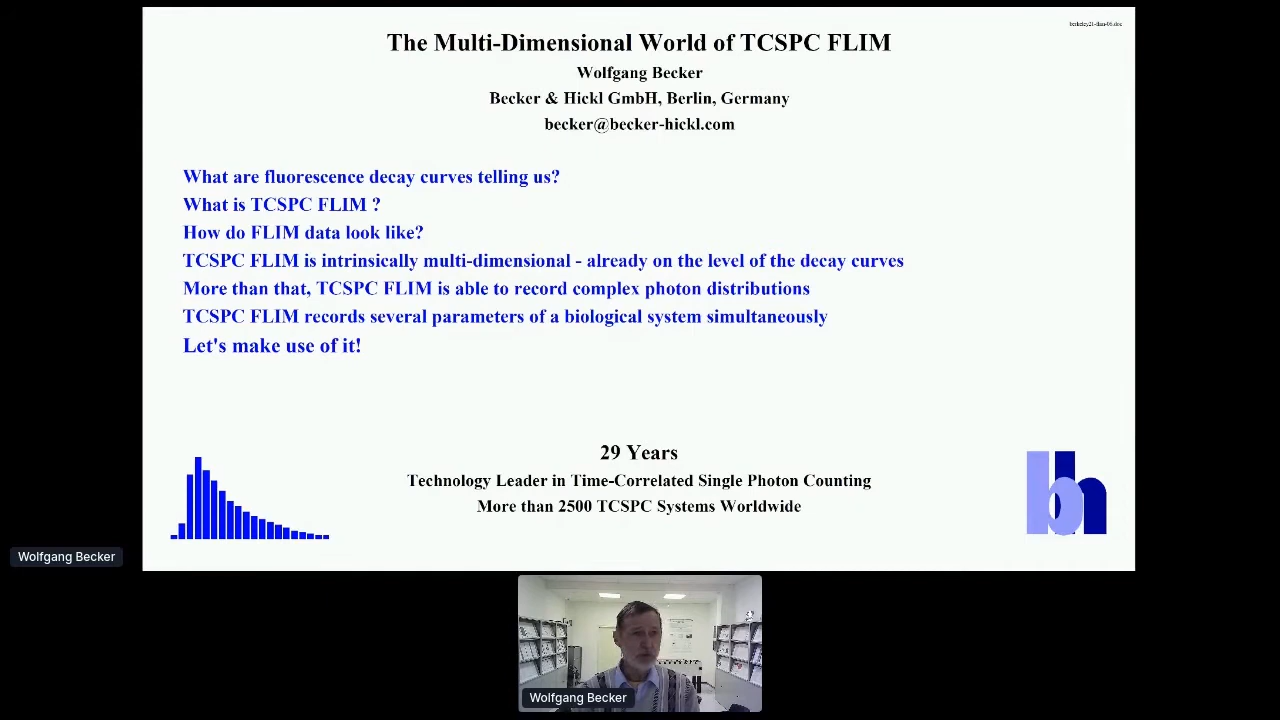 berkeley21-flim-06.doc
The Multi-Dimensional World of TCSPC FLIM
Wolfgang Becker
Becker & Hickl GmbH, Berlin, Germany
becker@becker-hickl.com
What are fluorescence decay curves telling us?
What is TCSPC FLIM ?
How do FLIM data look like?
TCSPC FLIM is intrinsically multi-dimensional - already on the level of the decay curves
More than that, TCSPC FLIM is able to record complex photon distributions
TCSPC FLIM records several parameters of a biological system simultaneously
Let's make use of it!
29 Years
Technology Leader in Time-Correlated Single Photon Counting
More than 2500 TCSPC Systems Worldwide
bh
Wolfgang Becker
Wolfgang Becker